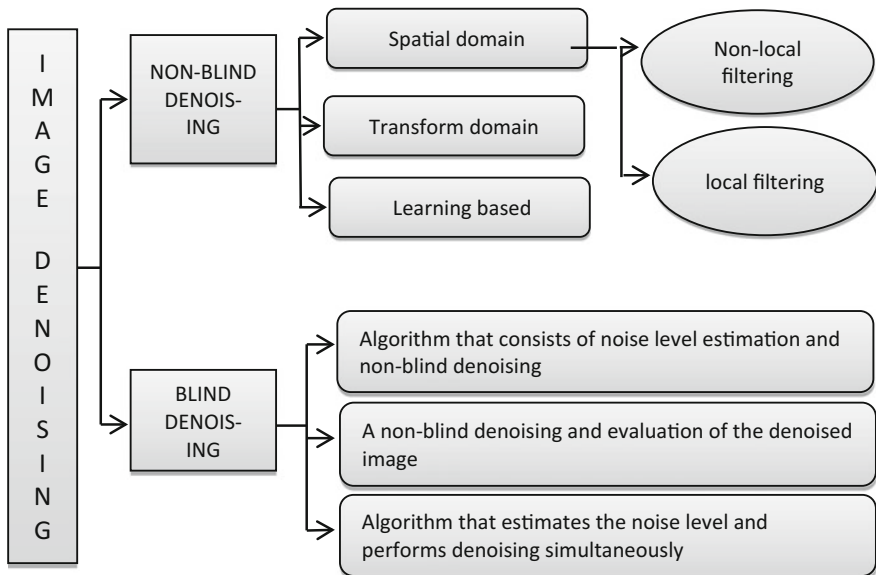 IMAGE DENOISING
NON-BLIND
DENOIS-
ING
Spatial domain
Transform domain
Learning based
Non-local
filtering
local filtering
BLIND
DENOIS-
ING
Algorithm that consists of noise level estimation and
non-blind denoising
A non-blind denoising and evaluation of the denoised
image
Algorithm that estimates the noise level and
performs denoising simultaneously